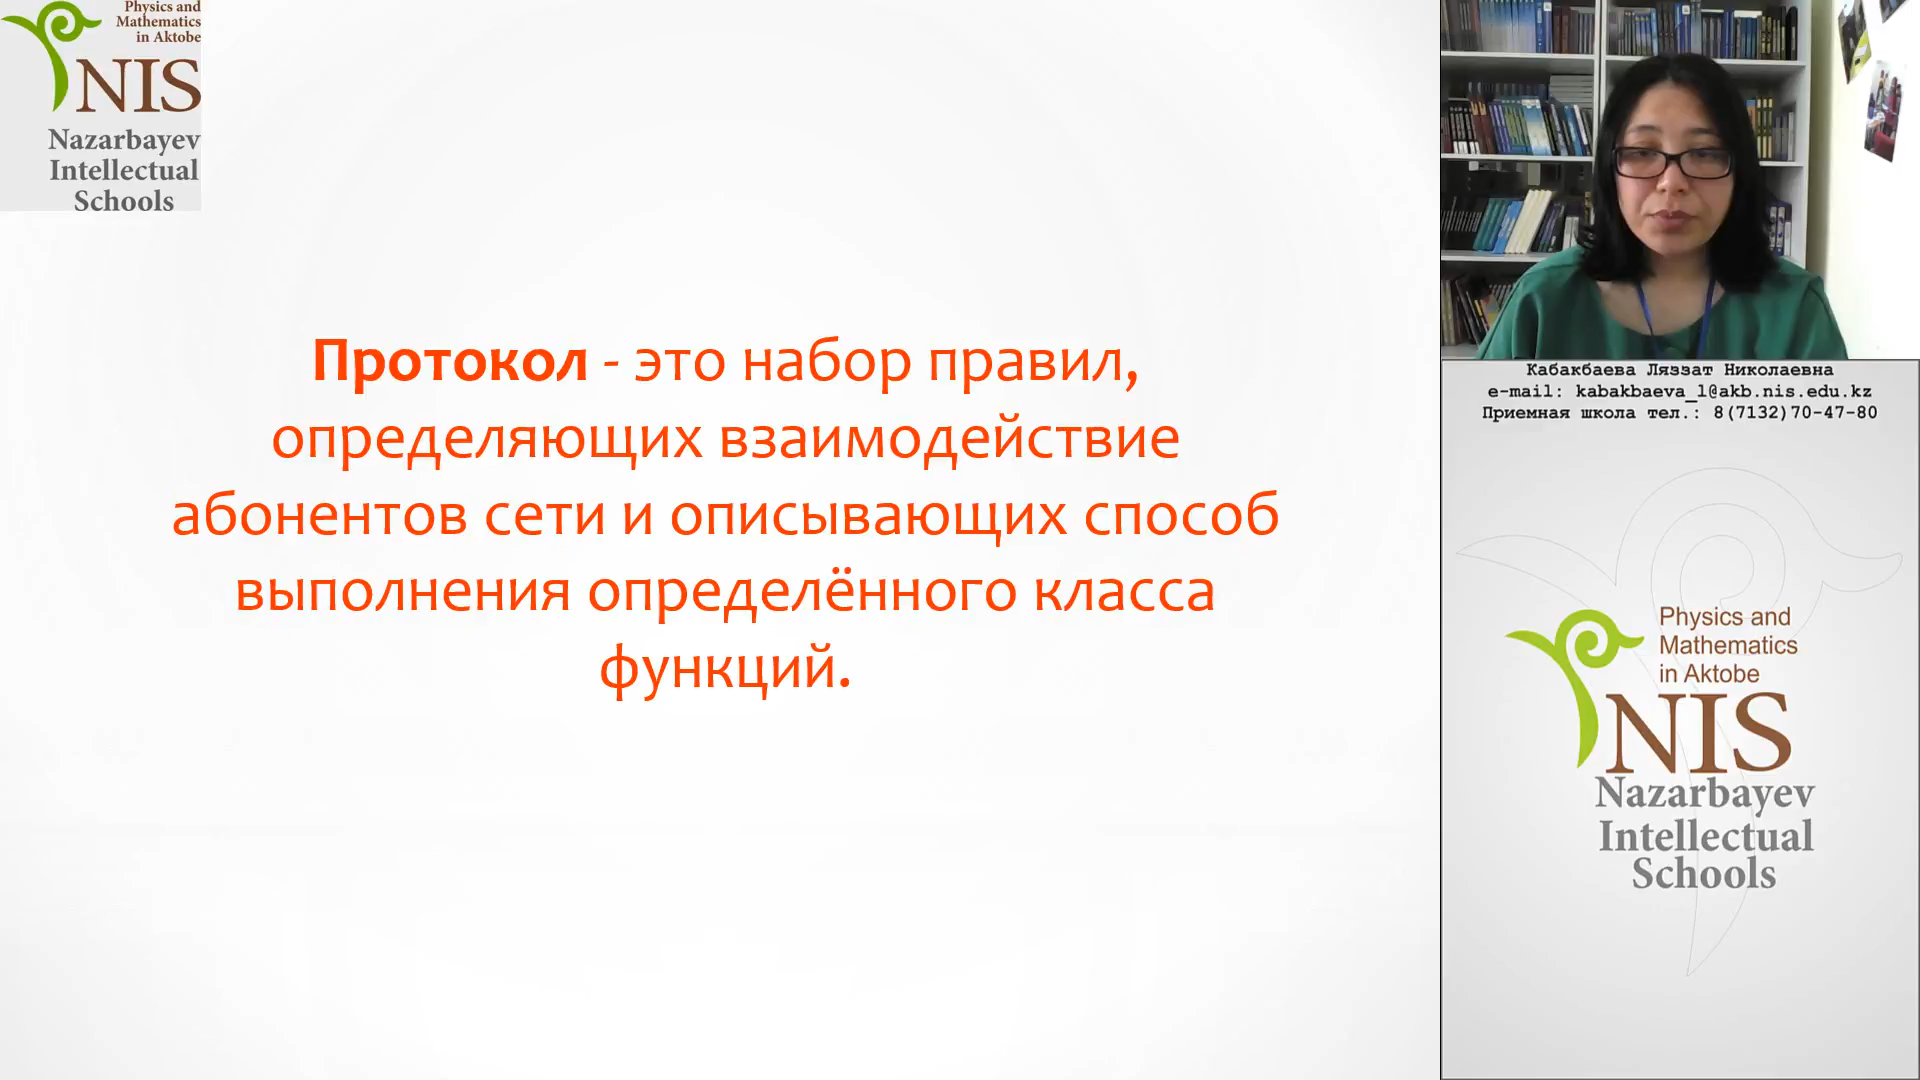 Physics and
Mathematics
in Aktobe
NIS
Nazarbayev
Intellectual
Schools
Протокол - это набор правил,
определяющих взаимодействие
абонентов сети и описывающих способ
выполнения определённого класса
функций.
Кабакбаева Ляззат Николаевна
e-mail: kabakbaeva_l@akb.nis.edu.kz
Приемная школа тел.: 8(7132)70-47-80
Physics and
Mathematics
in Aktobe
NIS
Nazarbayev
Intellectual
Schools